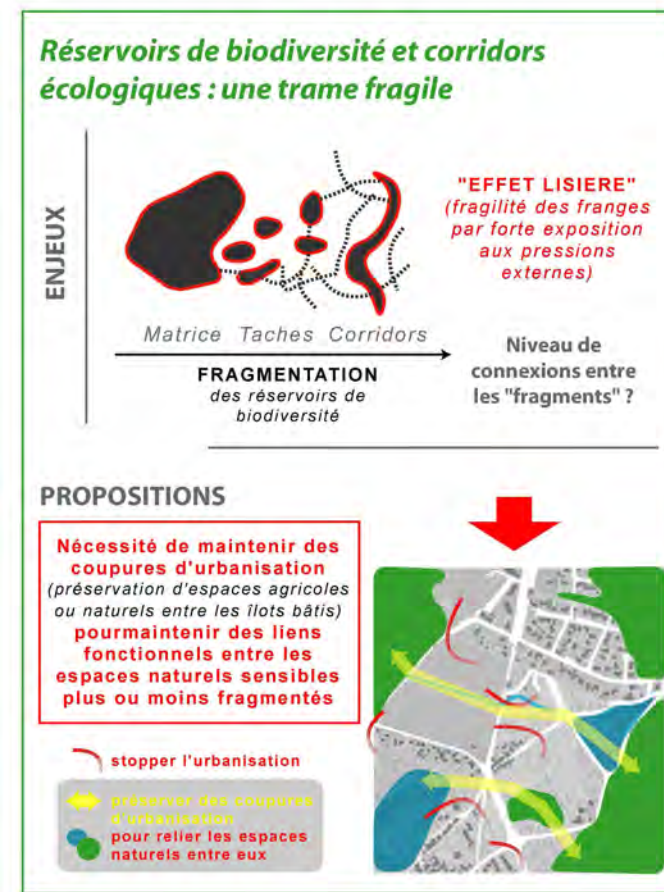 Réservoirs de biodiversité et corridors
écologiques : une trame fragile
ENJEUX
"EFFET LISIERE"
(fragilité des franges
par forte exposition
aux pressions
externes)
Matrice Taches Corridors
FRAGMENTATION
des réservoirs de
biodiversité
Niveau de
connexions entre
les "fragments" ?
PROPOSITIONS
Nécessité de maintenir des
coupures d'urbanisation
(préservation d'espaces agricoles
ou naturels entre les îlots bâtis)
pourmaintenir des liens
fonctionnels entre les
espaces naturels sensibles
plus ou moins fragmentés
stopper l'urbanisation
préserver des coupures
d'urbanisation
pour relier les espaces
naturels entre eux